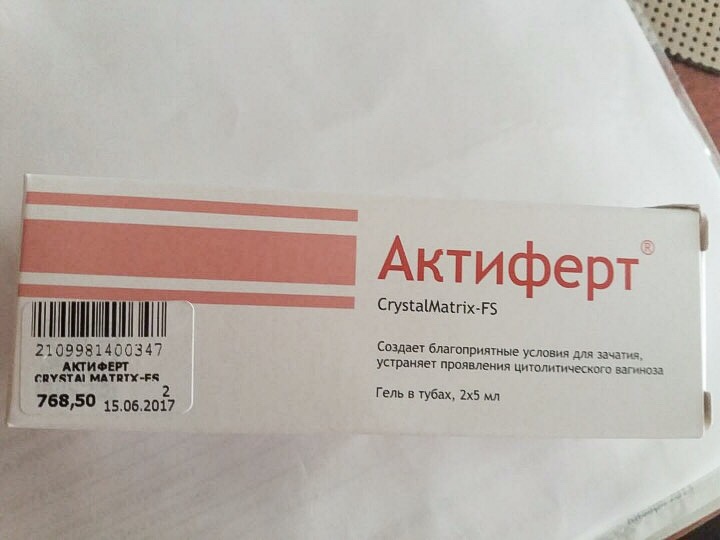 Актиферт®
CrystalMatrix-FS
Создает благоприятные условия для зачатия,
устраняет проявления цитолитического вагиноза
Гель в тубах, 2х5 мл
2109981400347
АКТИФЕРТ
CRYSTALMATRIX-FS
2
768,50 15.06.2017